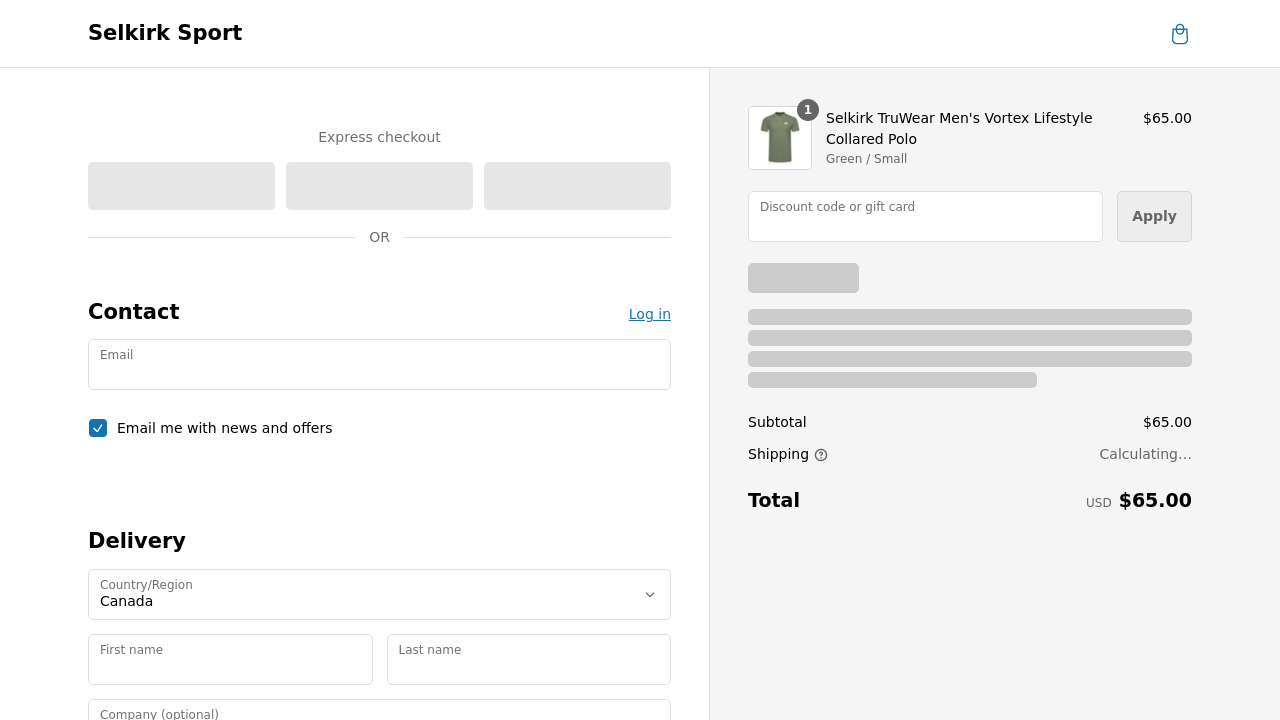 Selkirk Sport
Express checkout
OR
Contact
Log in
Email
Email me with news and offers
Delivery
Country/Region
Canada
First name
Last name
Company (optional)
1
Selkirk TruWear Men's Vortex Lifestyle
Collared Polo
Green / Small
$65.00
Discount code or gift card
Apply
Subtotal
$65.00
Shipping
Calculating...
Total
USD $65.00